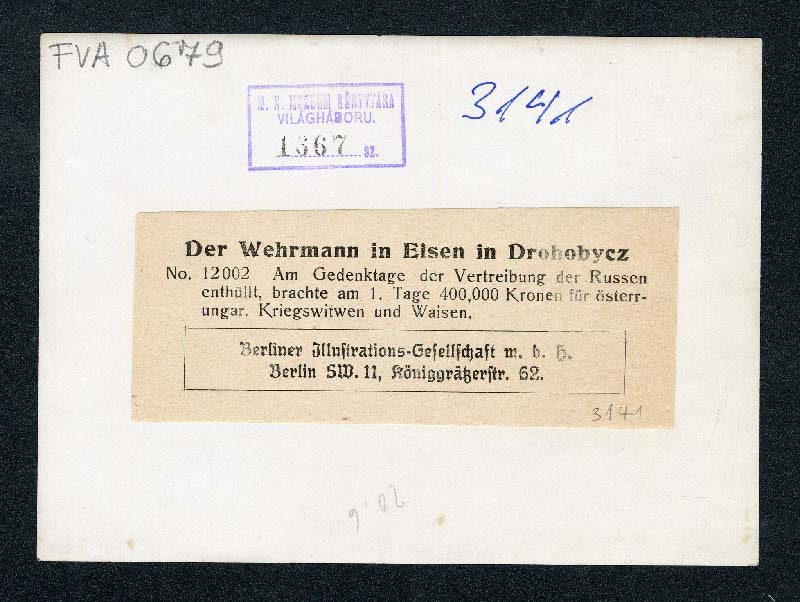 FVA 0679
M. N. MUZEUM KÖNYVTÁRA
VILÁGHÁBORU.
1367 SZ.
3141
Der Wehrmann in Eisen in Drohobycz
No. 12002 Am Gedenktage der Vertreibung der Russen
enthüllt, brachte am 1. Tage 400,000 Kronen für österr-
ungar. Kriegswitwen und Waisen.
Berliner Illustrations-Gesellschaft m. b. H.
Berlin SW. 11, Königgrätzerstr. 62.
3141